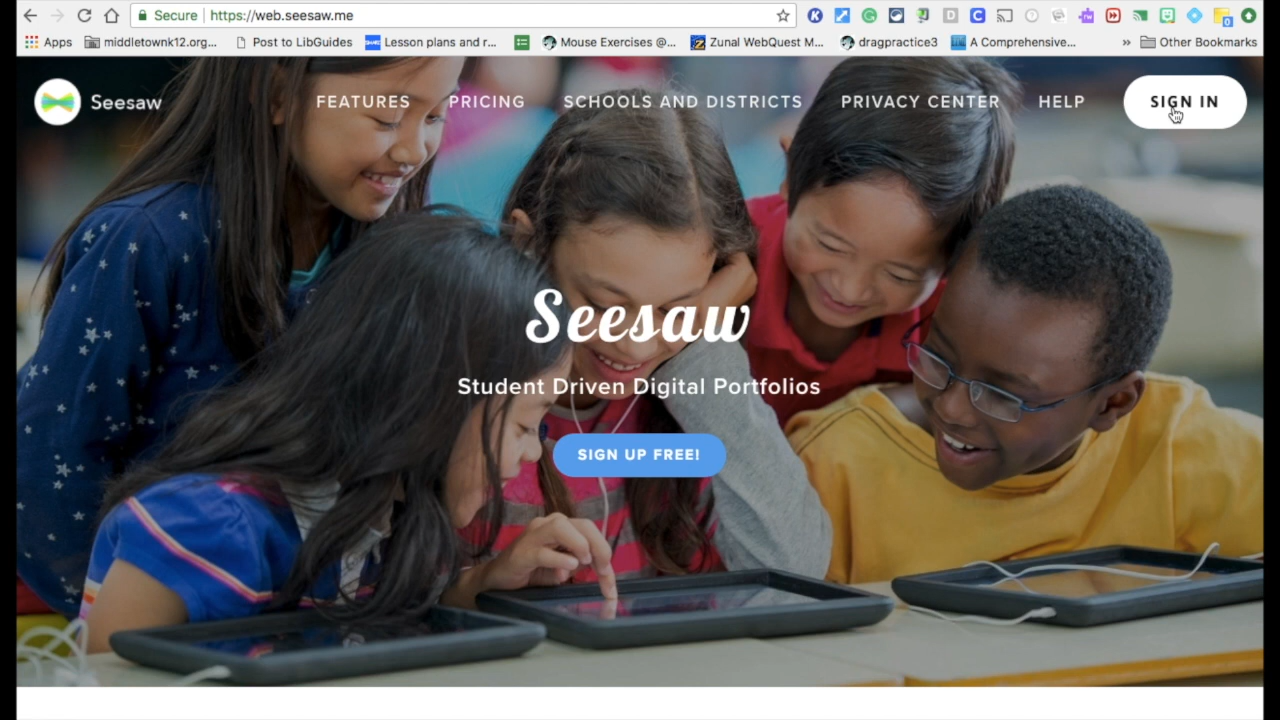 Secure https://web.seesaw.me
Apps middletownk12.org... Post to LibGuides Lesson plans and r... Mouse Exercises @... Zunal WebQuest M... dragpractice3 A Comprehensive... » Other Bookmarks
Seesaw FEATURES PRICING SCHOOLS AND DISTRICTS PRIVACY CENTER HELP SIGN IN
Seesaw
Student Driven Digital Portfolios
SIGN UP FREE!